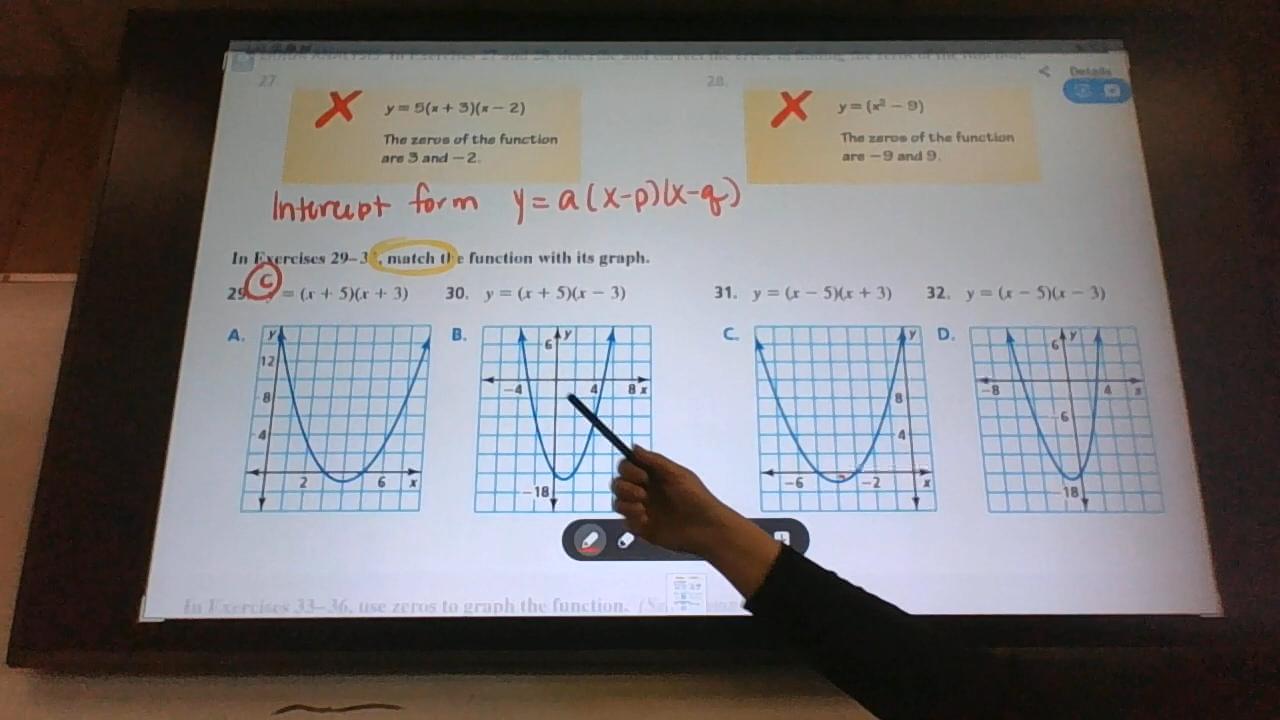 27.
y = 5(x + 3)(x − 2)
The zeros of the function
are 3 and −2.
28.
y = (x² − 9)
The zeros of the function
are −9 and 9.
Details
Intercept form y = a(x-p)(x-q)
In Exercises 29–3 , match the function with its graph.
29. C = (x + 5)(x + 3)
30. y = (x + 5)(x − 3)
31. y = (x − 5)(x + 3)
32. y = (x − 5)(x − 3)
A.
y
12
8
4
2 6 x
B.
6 y
−4 4 8 x
−18
C.
y
8
4
−6 −2 x
D.
6 y
−8 4 x
−6
−18
In Exercises 33–36, use zeros to graph the function.